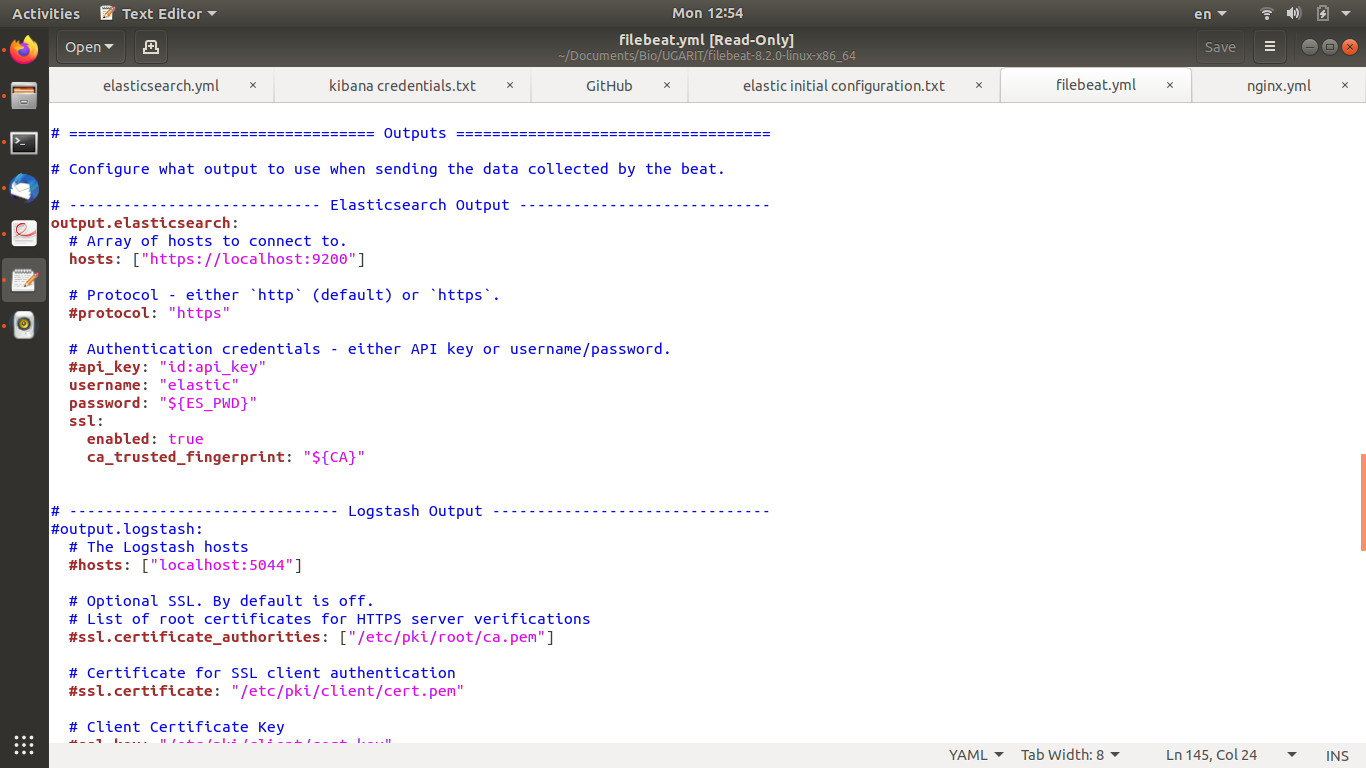 Activities Text Editor Mon 12:54 en
Open filebeat.yml [Read-Only] Save
~/Documents/Bio/UGARIT/filebeat-8.2.0-linux-x86_64
elasticsearch.yml × kibana credentials.txt × GitHub × elastic initial configuration.txt × filebeat.yml × nginx.yml ×
# ================================== Outputs ===================================
# Configure what output to use when sending the data collected by the beat.
# ---------------------------- Elasticsearch Output ----------------------------
output.elasticsearch:
  # Array of hosts to connect to.
  hosts: ["https://localhost:9200"]
  # Protocol - either `http` (default) or `https`.
  #protocol: "https"
  # Authentication credentials - either API key or username/password.
  #api_key: "id:api_key"
  username: "elastic"
  password: "${ES_PWD}"
  ssl:
    enabled: true
    ca_trusted_fingerprint: "${CA}"
# ------------------------------ Logstash Output -------------------------------
#output.logstash:
  # The Logstash hosts
  #hosts: ["localhost:5044"]
  # Optional SSL. By default is off.
  # List of root certificates for HTTPS server verifications
  #ssl.certificate_authorities: ["/etc/pki/root/ca.pem"]
  # Certificate for SSL client authentication
  #ssl.certificate: "/etc/pki/client/cert.pem"
  # Client Certificate Key
  #ssl.key: "/etc/pki/client/cert.key"
YAML Tab Width: 8 Ln 145, Col 24 INS